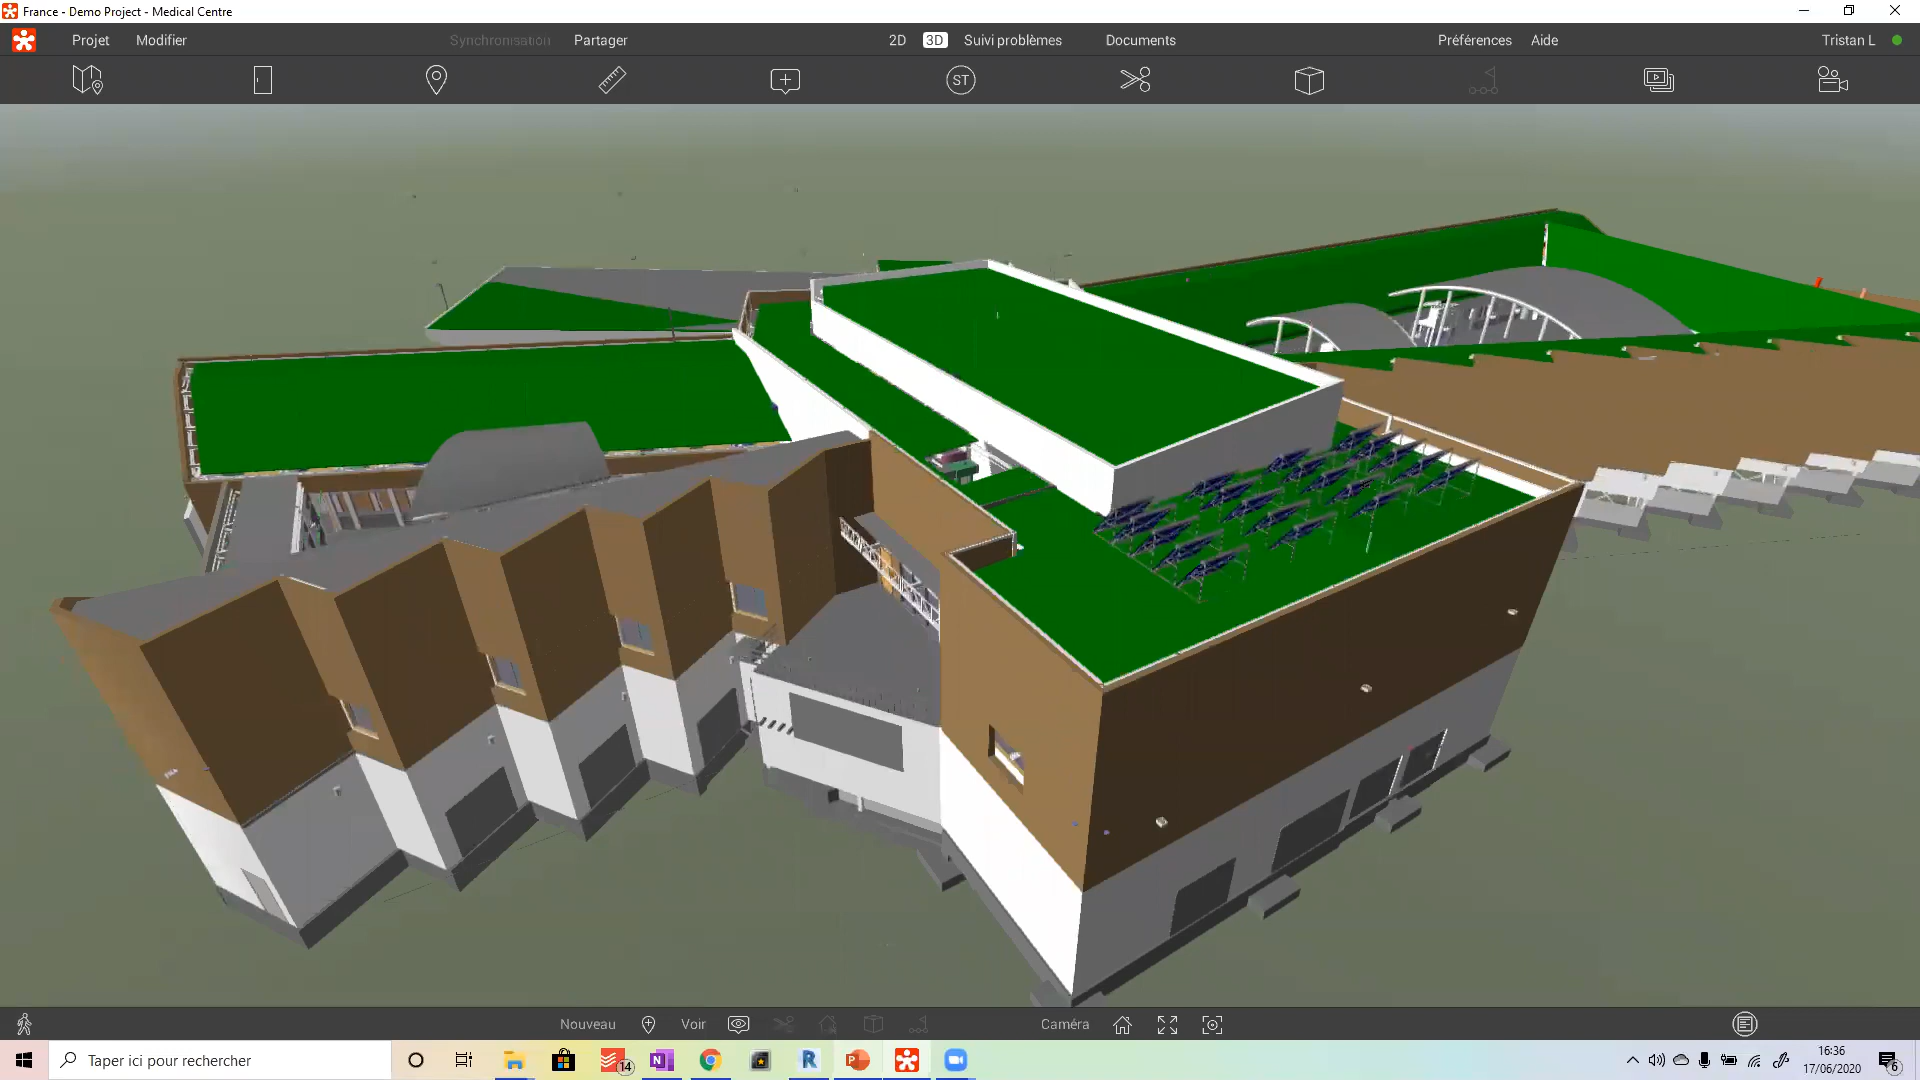 France - Demo Project - Medical Centre
Projet Modifier Synchronisation Partager 2D 3D Suivi problèmes Documents Préférences Aide Tristan L
ST
Nouveau Voir Caméra
Taper ici pour rechercher
14
N
R
P
16:36
17/06/2020
6